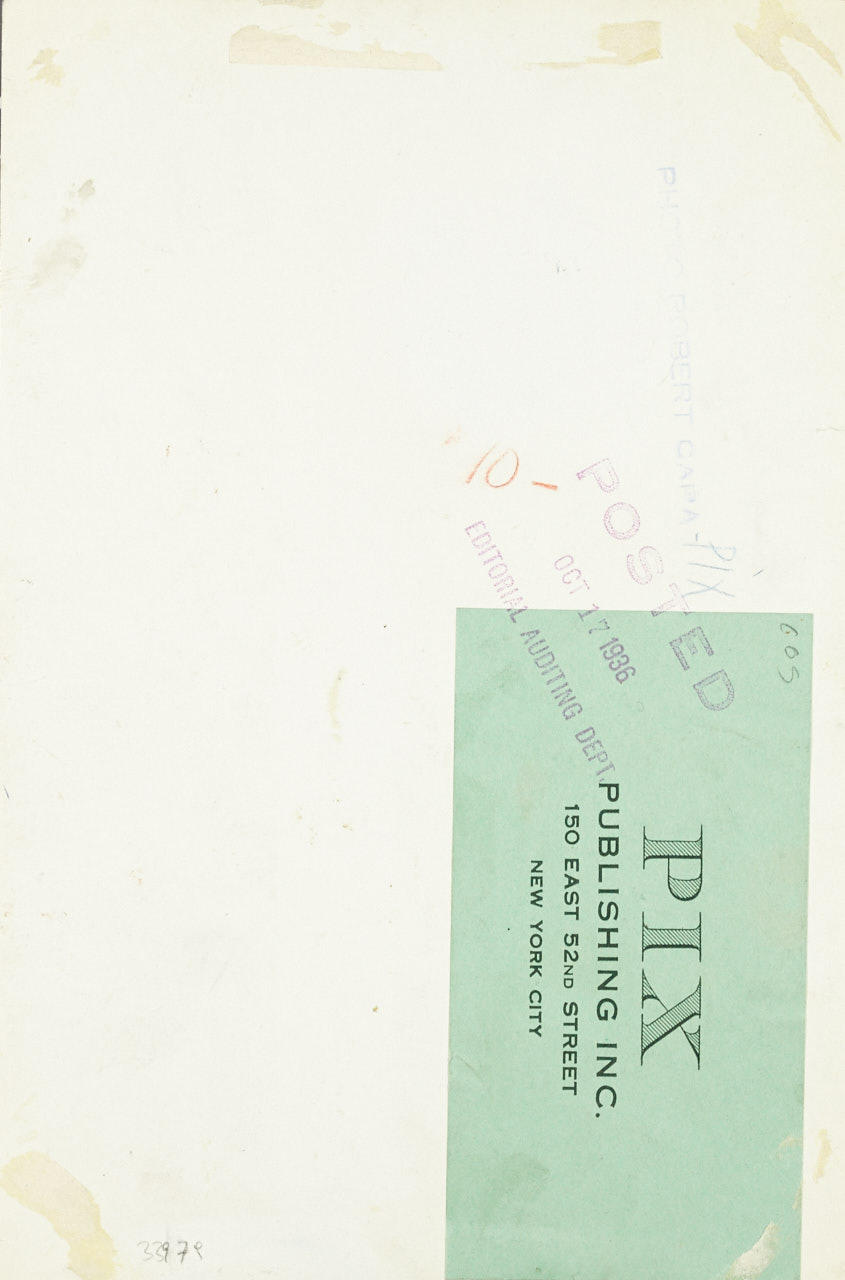 PHOTO ROBERT CAPA - PIX
10 -
POSTED
OCT 17 1936
EDITORIAL AUDITING DEPT.
PIX
PUBLISHING INC.
150 EAST 52ND STREET
NEW YORK CITY
33979